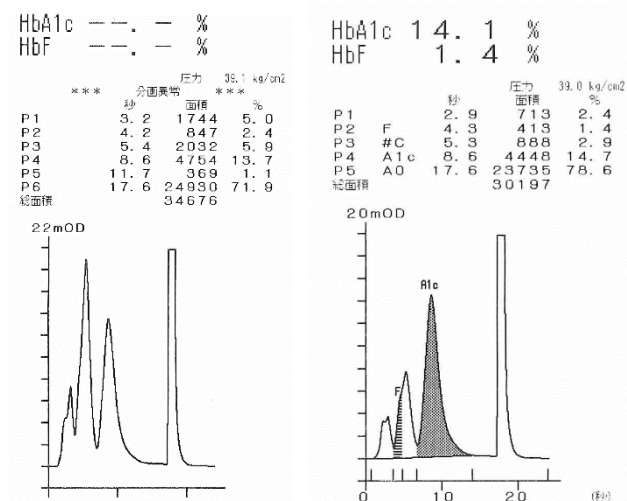 HbA1c --. - %
HbF --. - %
圧力 39.1 kg/cm2
*** 分画異常 ***
秒 面積 %
P1 3.2 1744 5.0
P2 4.2 847 2.4
P3 5.4 2032 5.9
P4 8.6 4754 13.7
P5 11.7 369 1.1
P6 17.6 24930 71.9
総面積 34676
22mOD
HbA1c 14.1 %
HbF 1.4 %
圧力 39.0 kg/cm2
秒 面積 %
P1 2.9 713 2.4
P2 F 4.3 413 1.4
P3 #C 5.3 888 2.9
P4 A1c 8.6 4448 14.7
P5 A0 17.6 23735 78.6
総面積 30197
20mOD
A1c
F
0 10 20 (秒)